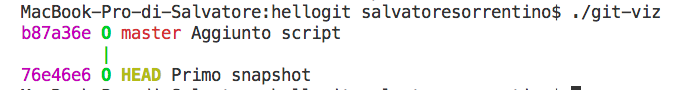 MacBook-Pro-di-Salvatore:hellogit salvatoresorrentino$ ./git-viz
b87a36e O master Aggiunto script
|
76e46e6 O HEAD Primo snapshot